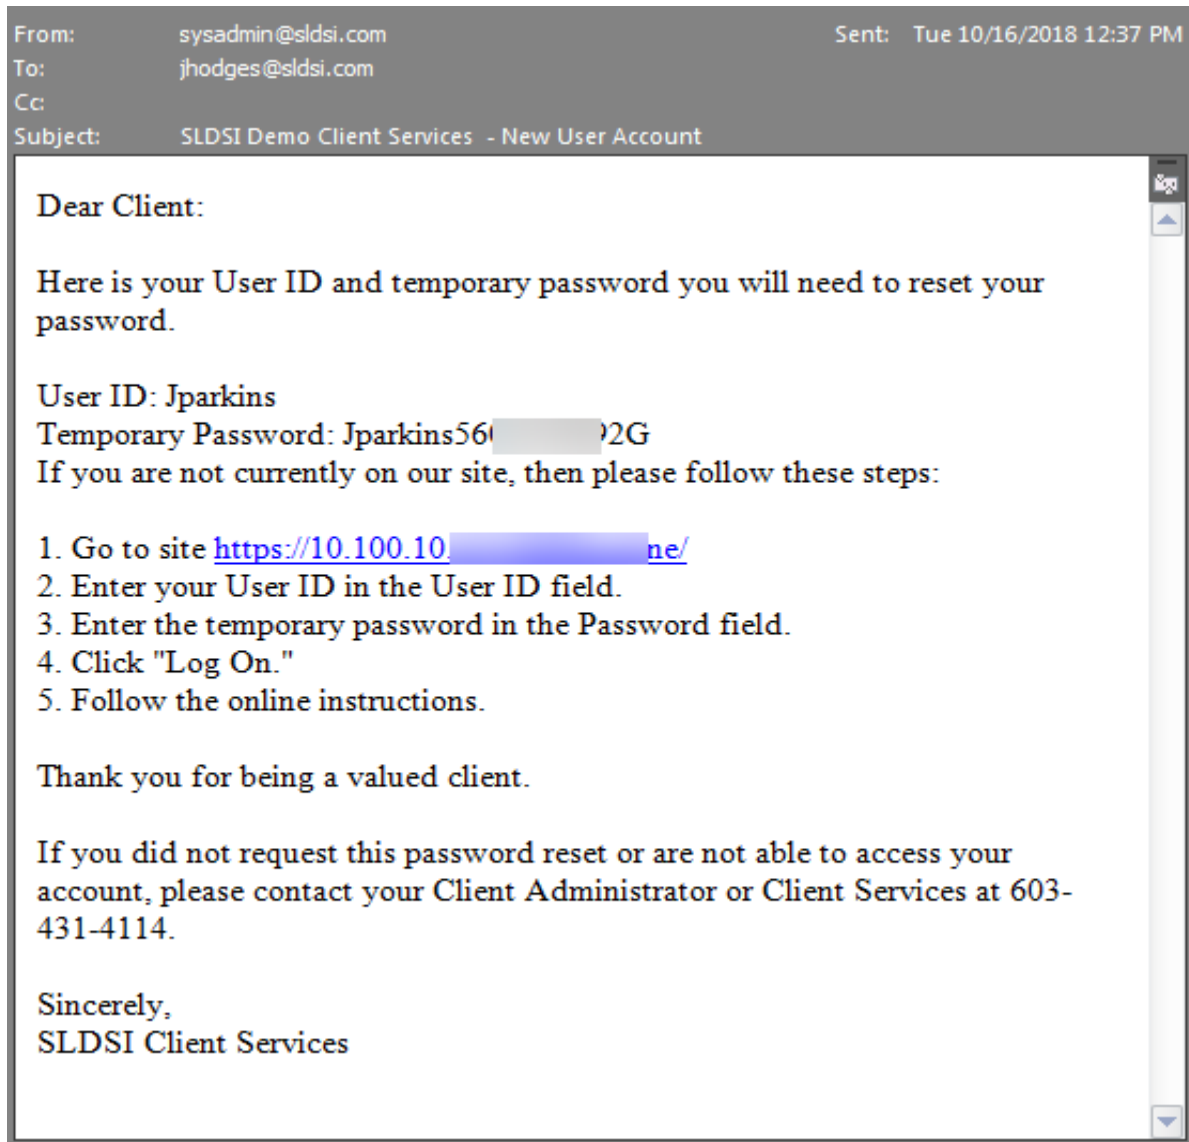 From: sysadmin@sldsi.com Sent: Tue 10/16/2018 12:37 PM
To: jhodges@sldsi.com
Cc:
Subject: SLDSI Demo Client Services - New User Account
Dear Client:
Here is your User ID and temporary password you will need to reset your
password.
User ID: Jparkins
Temporary Password:
If you are not currently on our site, then please follow these steps:
1. Go to site
2. Enter your User ID in the User ID field.
3. Enter the temporary password in the Password field.
4. Click "Log On."
5. Follow the online instructions.
Thank you for being a valued client.
If you did not request this password reset or are not able to access your
account, please contact your Client Administrator or Client Services at 603-
431-4114.
Sincerely,
SLDSI Client Services